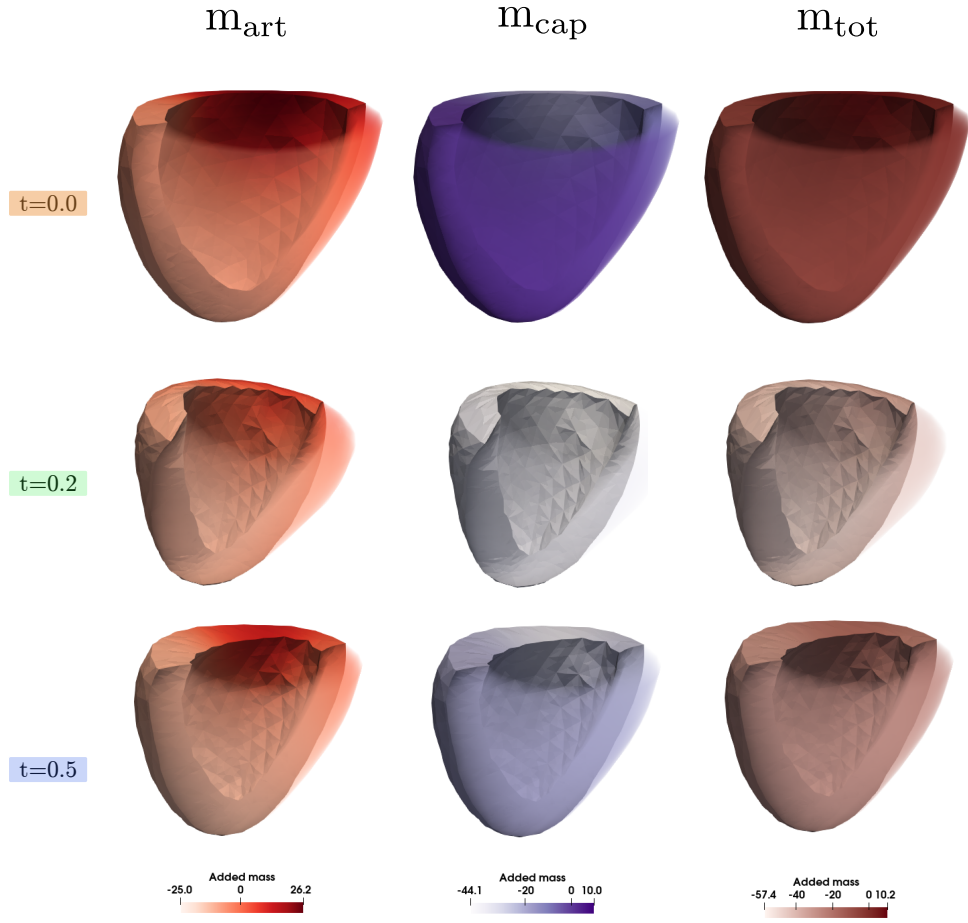 m_art m_cap m_tot
t=0.0
t=0.2
t=0.5
Added mass
-25.0 0 26.2
Added mass
-44.1 -20 0 10.0
Added mass
-57.4 -40 -20 0 10.2